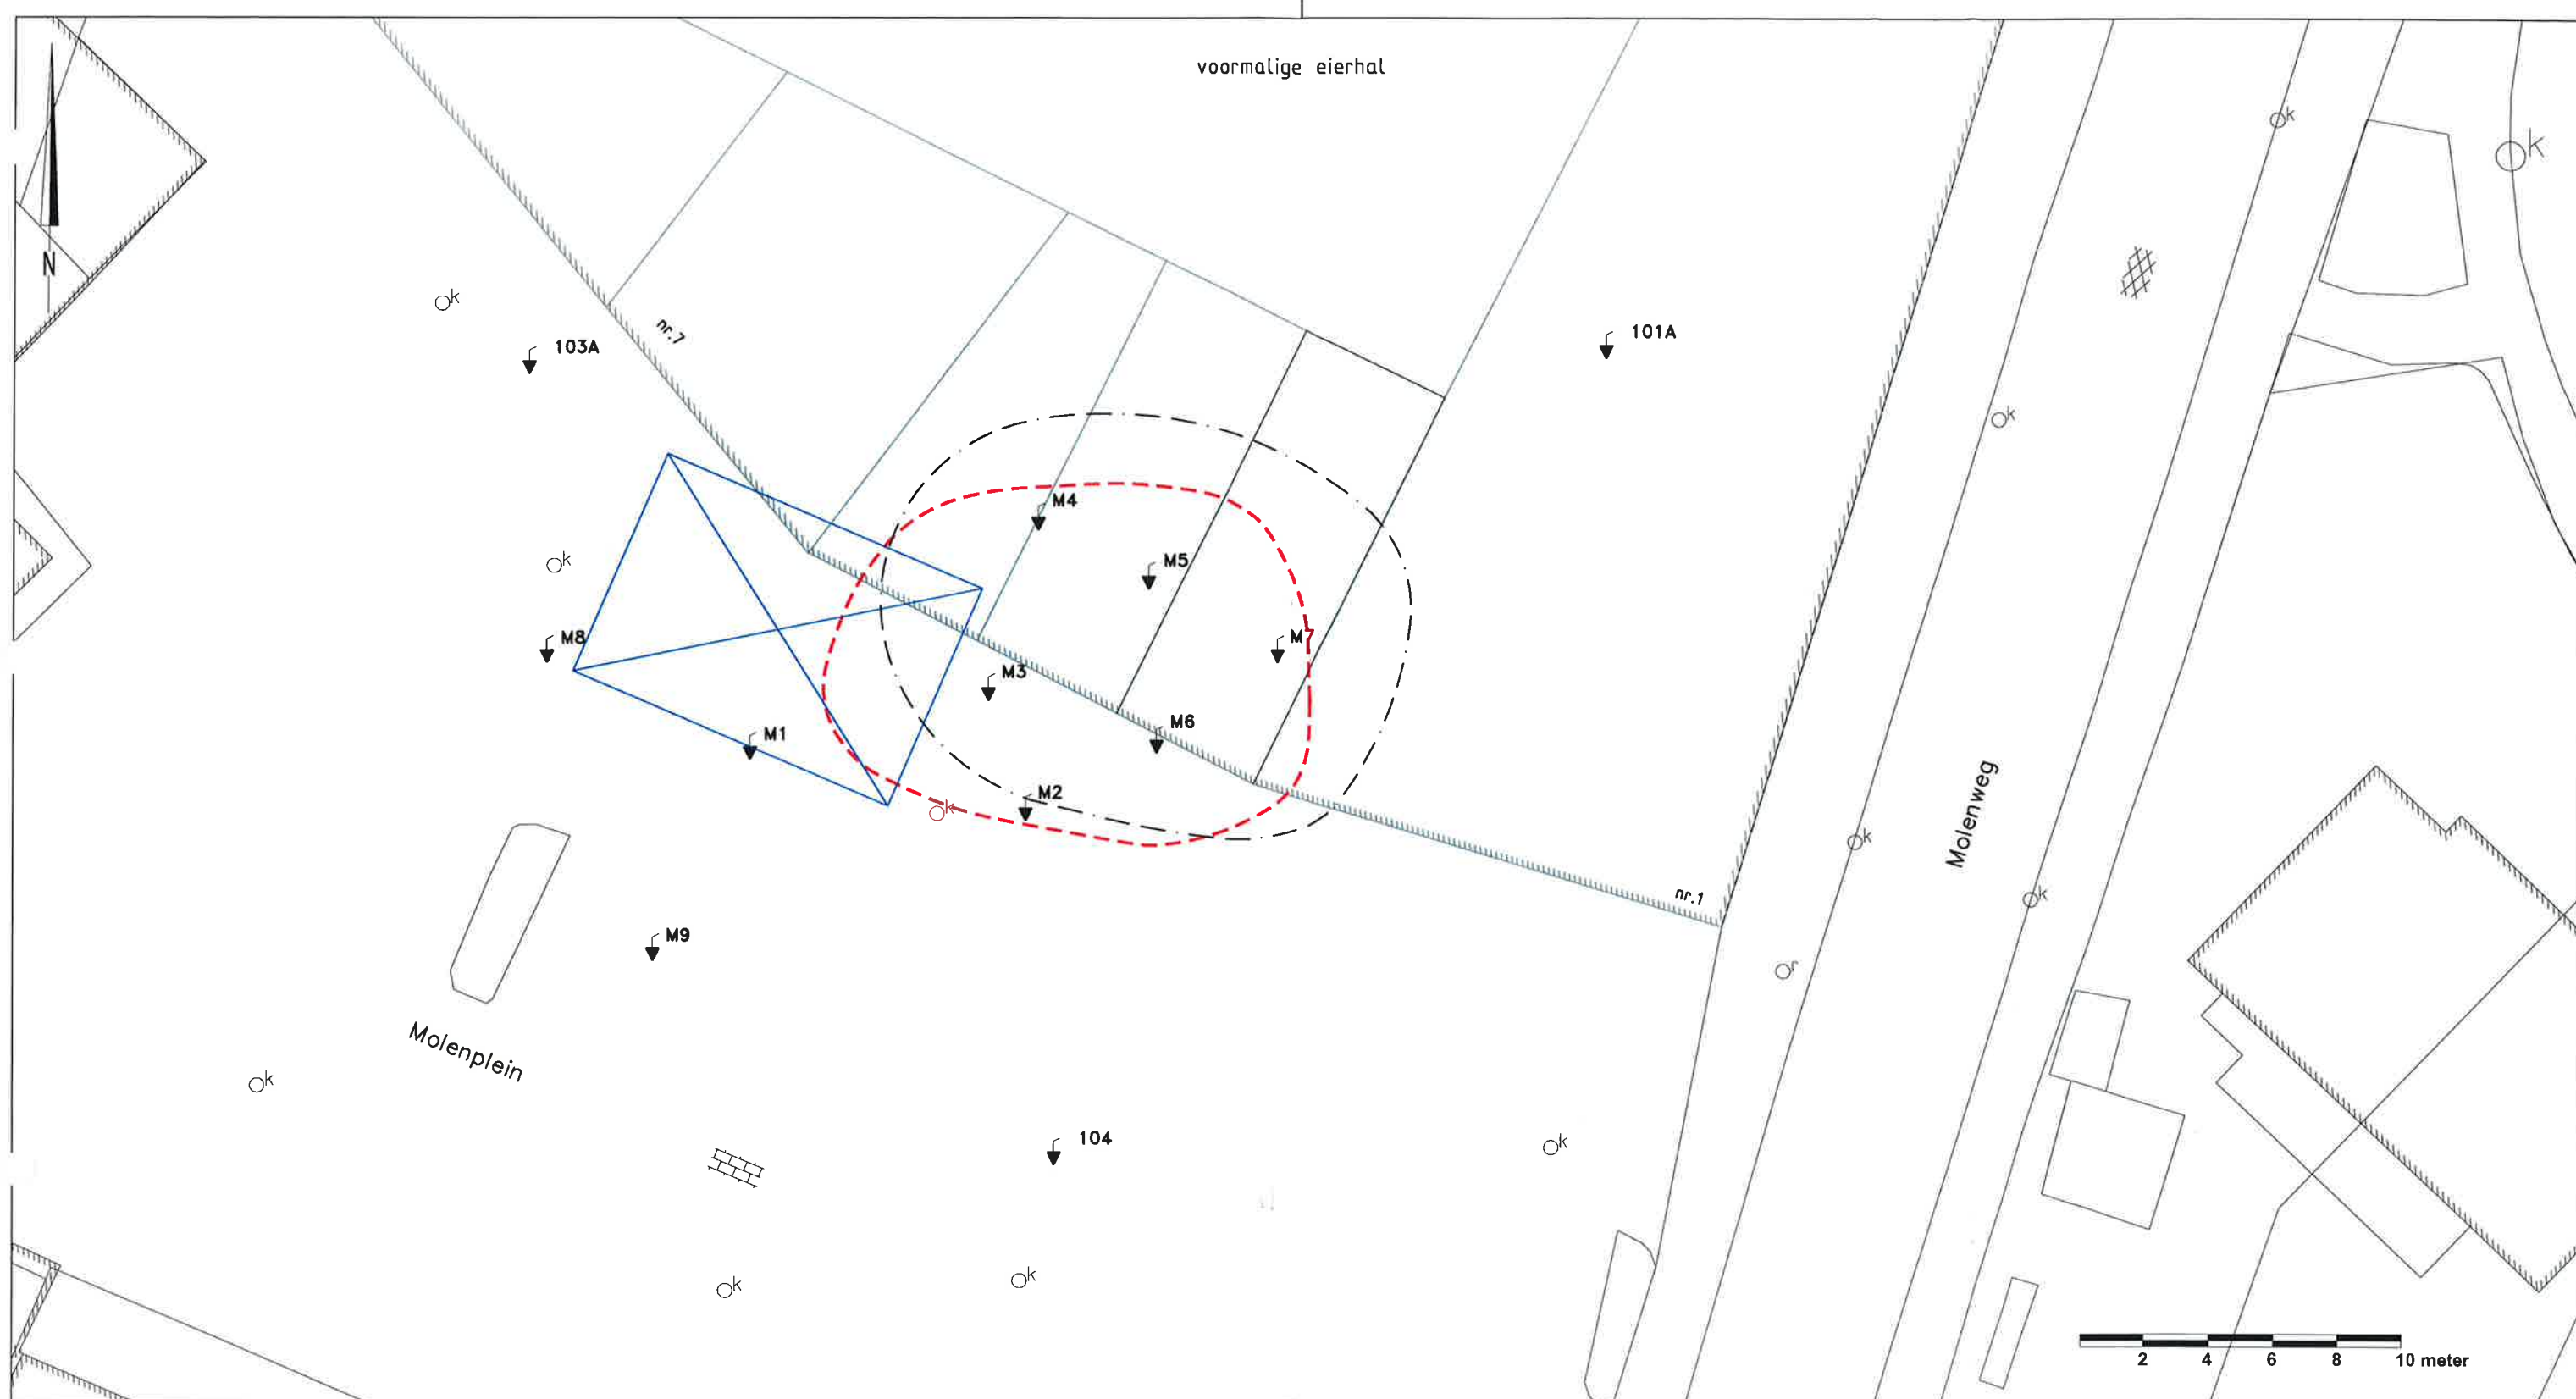 voormalige eierhal
k
k
N
k
nr.7
103A
101A
k
M4
M5
k
M8
M7
M3
M6
M1
M2
k
Molenweg
k
k
nr.1
M9
r
Molenplein
k
104
k
k
k
2 4 6 8 10 meter